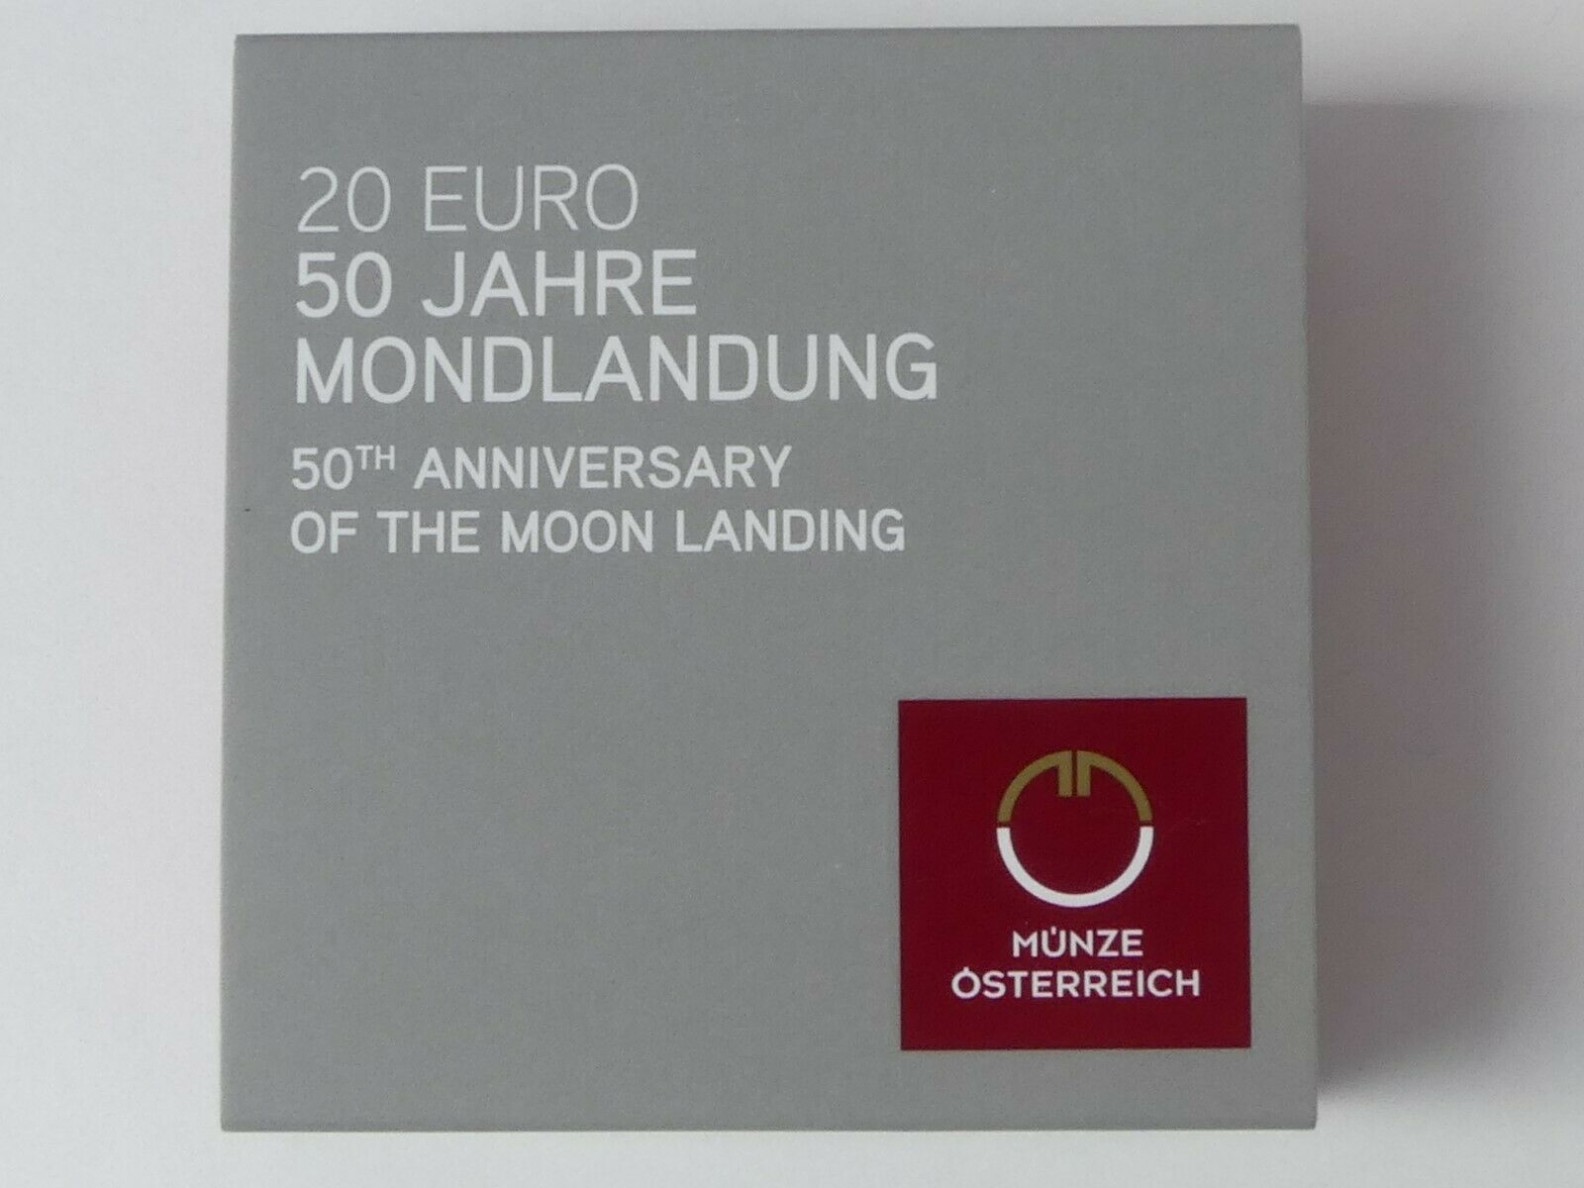 20 EURO
50 JAHRE
MONDLANDUNG
50TH ANNIVERSARY
OF THE MOON LANDING
MÜNZE
ÖSTERREICH